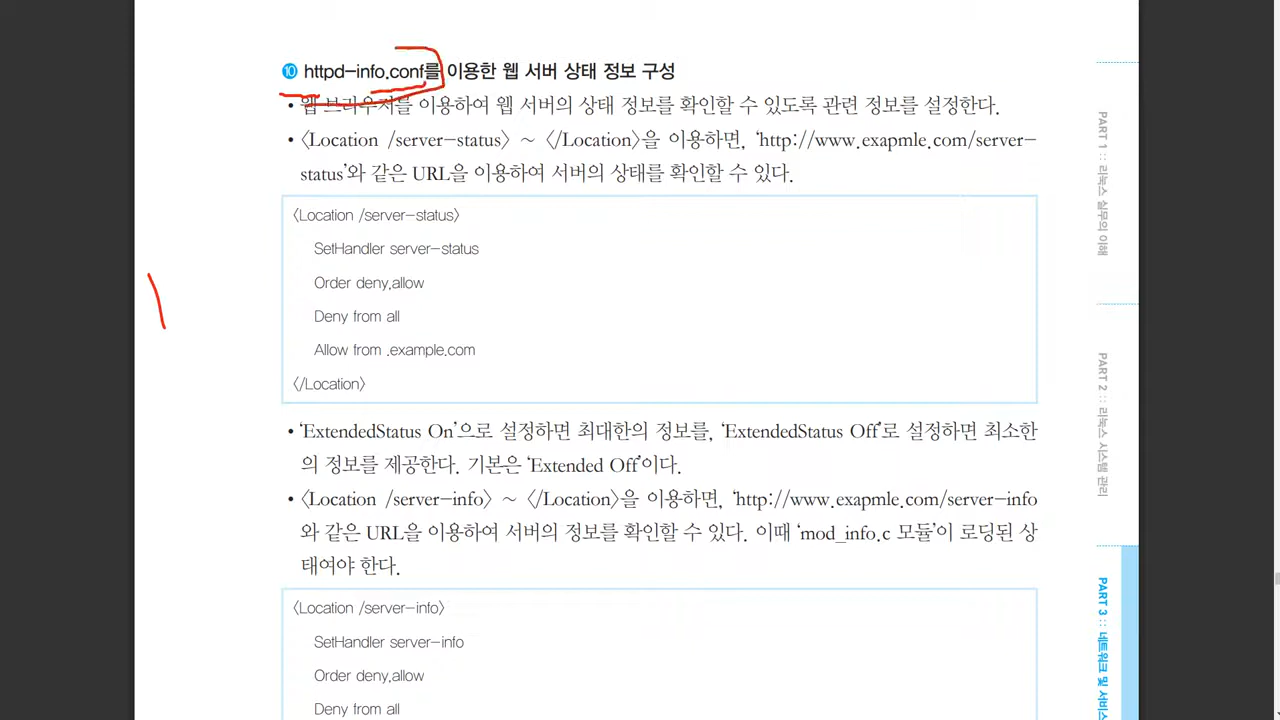 ❿ httpd-info.conf를 이용한 웹 서버 상태 정보 구성
• 웹 브라우저를 이용하여 웹 서버의 상태 정보를 확인할 수 있도록 관련 정보를 설정한다.
• 〈Location /server-status〉 ~ 〈/Location〉을 이용하면, ‘http://www.exapmle.com/server-
status’와 같은 URL을 이용하여 서버의 상태를 확인할 수 있다.
〈Location /server-status〉
SetHandler server-status
Order deny,allow
Deny from all
Allow from .example.com
〈/Location〉
• ‘ExtendedStatus On’으로 설정하면 최대한의 정보를, ‘ExtendedStatus Off’로 설정하면 최소한
의 정보를 제공한다. 기본은 ‘Extended Off’이다.
• 〈Location /server-info〉 ~ 〈/Location〉을 이용하면, ‘http://www.exapmle.com/server-info
와 같은 URL을 이용하여 서버의 정보를 확인할 수 있다. 이때 ‘mod_info.c 모듈’이 로딩된 상
태여야 한다.
〈Location /server-info〉
SetHandler server-info
Order deny,allow
Deny from all
PART 1 :: 리눅스 실무의 이해
PART 2 :: 리눅스 시스템 관리
PART 3 :: 네트워크 및 서비스